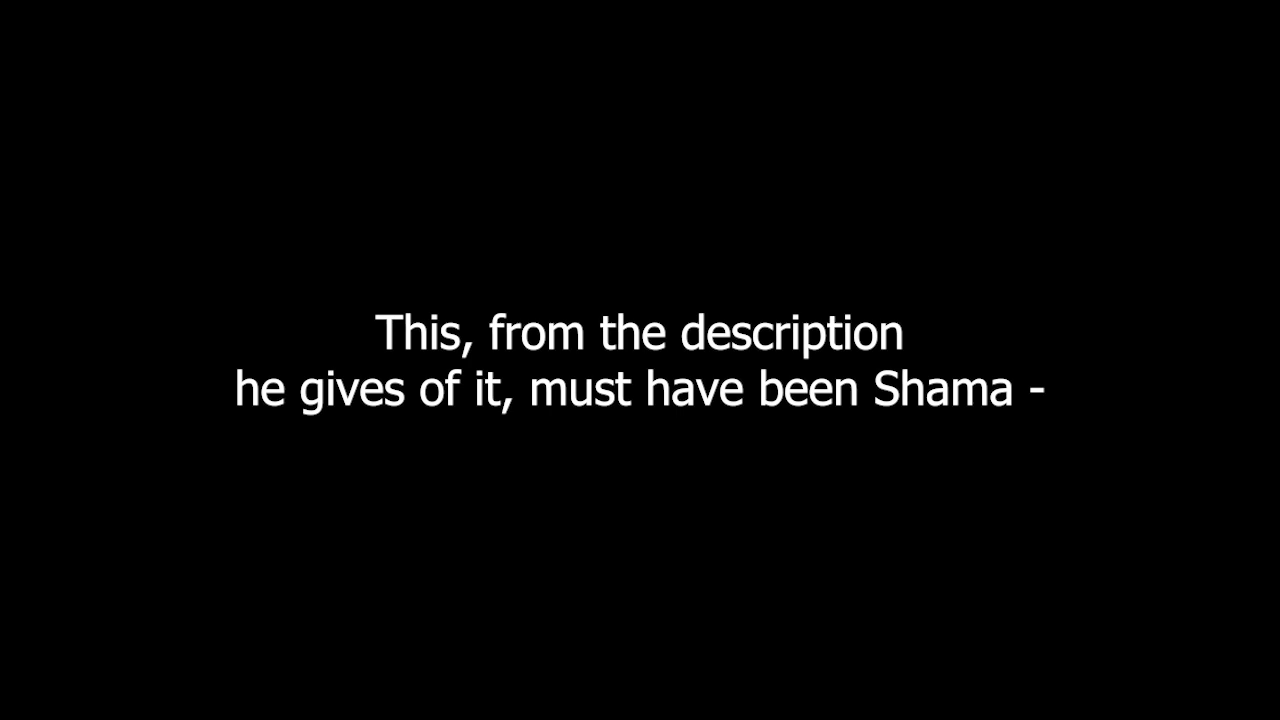 This, from the description
he gives of it, must have been Shama -